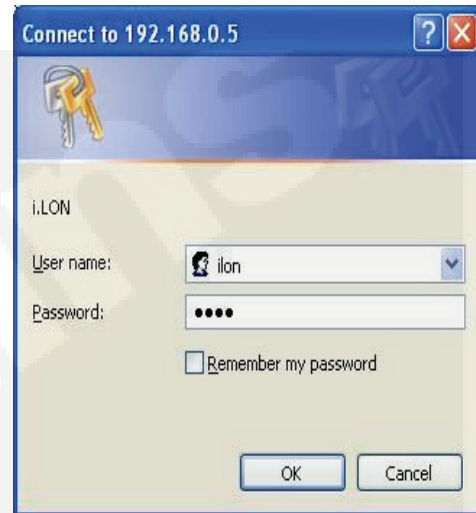 Connect to 192.168.0.5
i.LON
User name:
ilon
Password:
••••
Remember my password
OK
Cancel